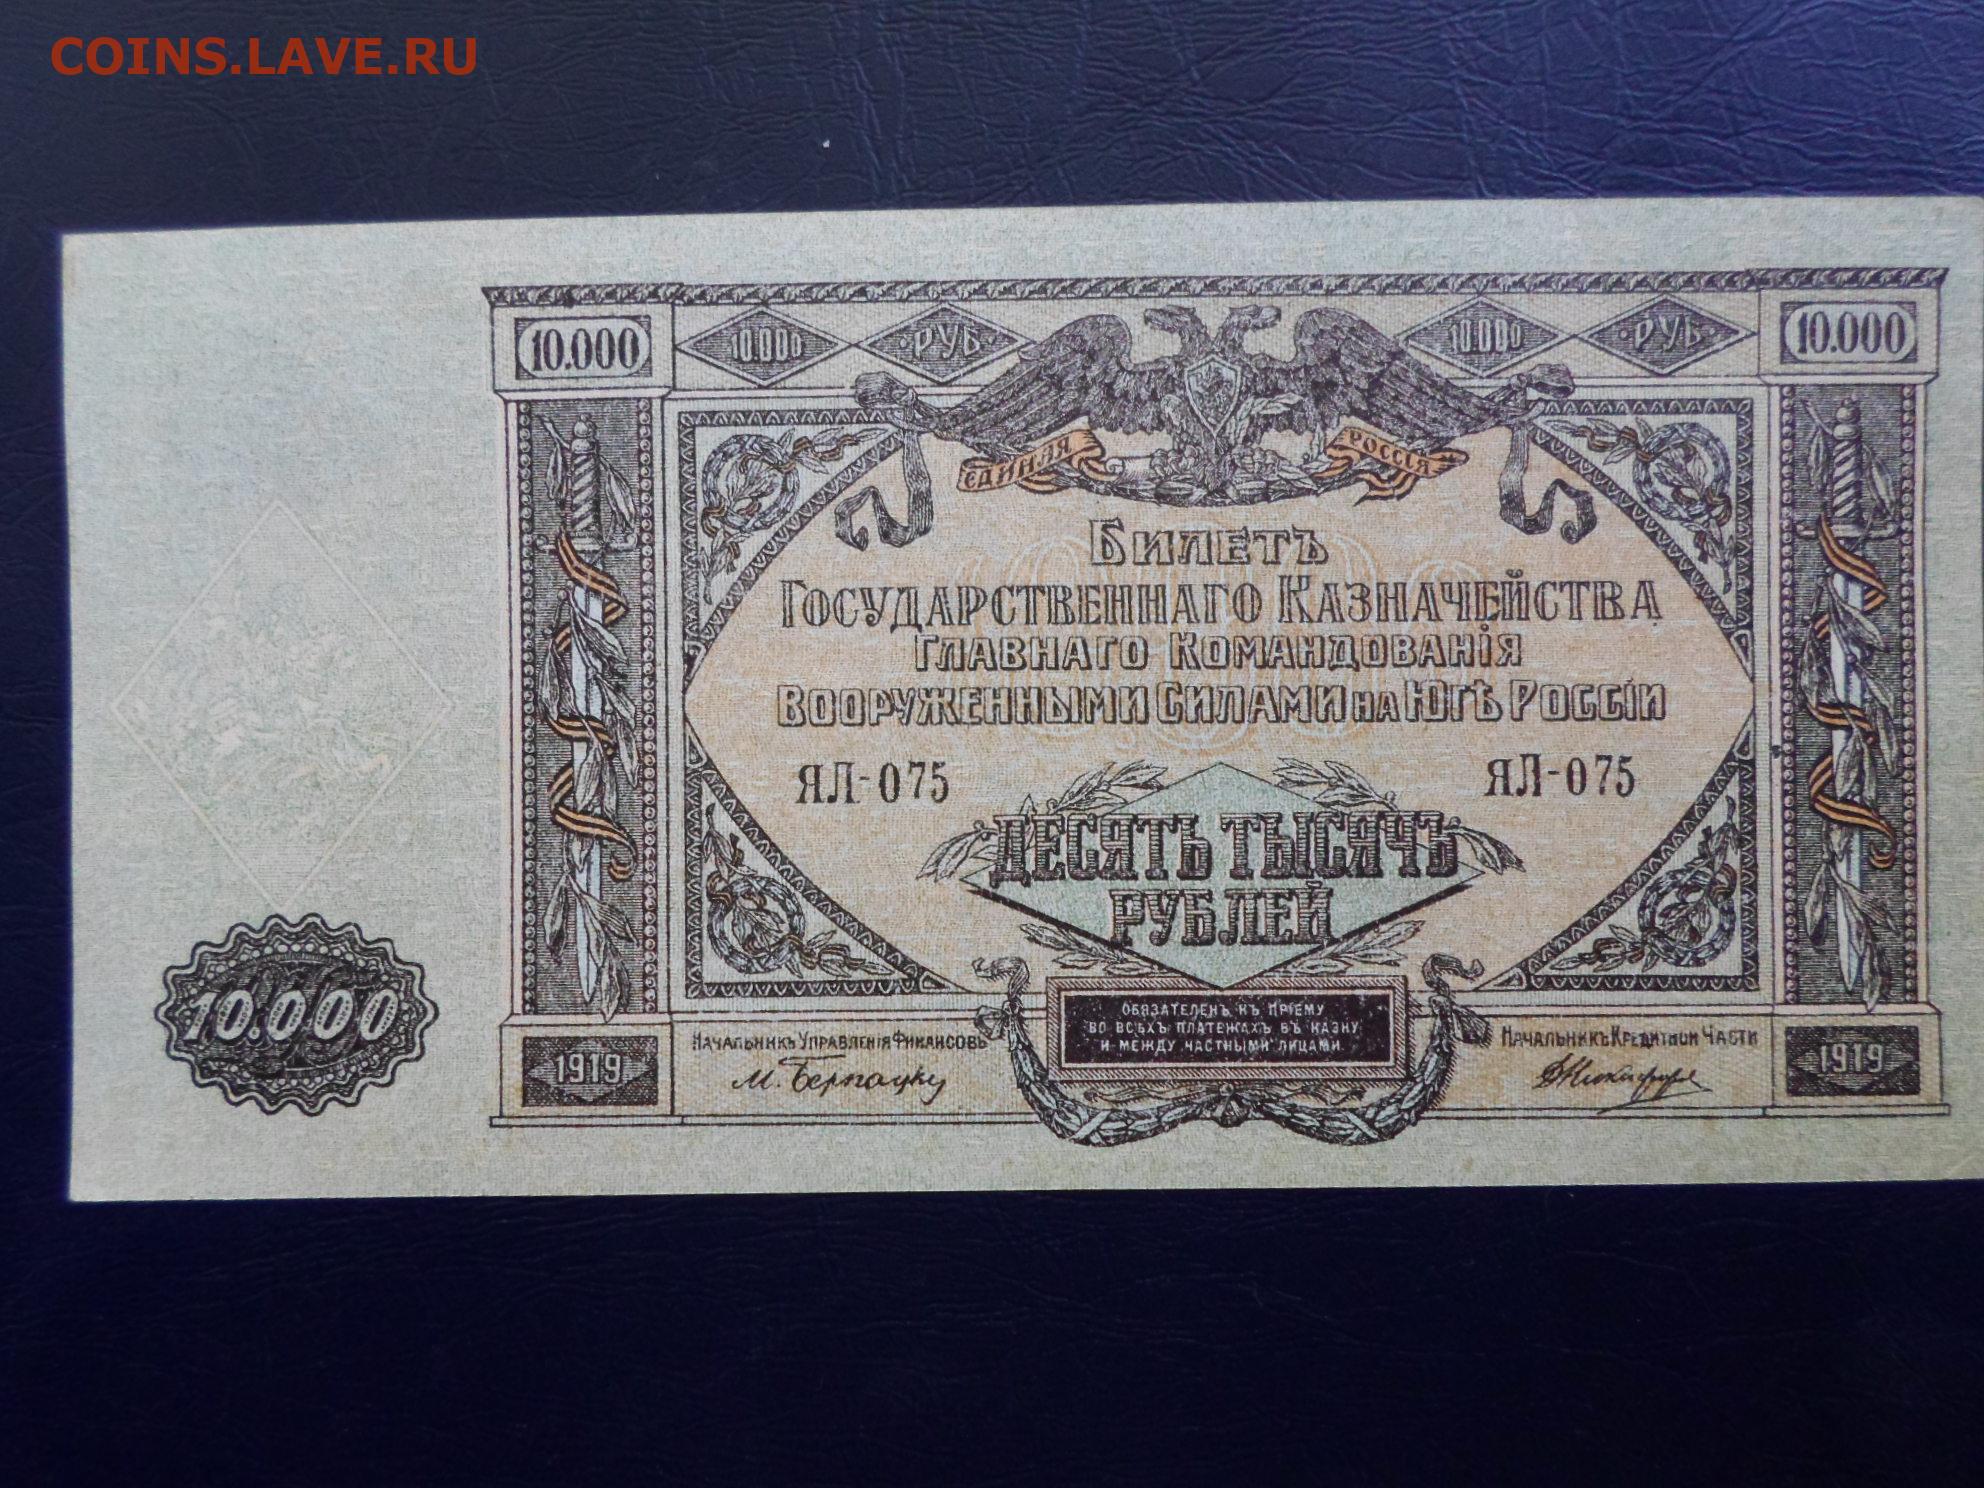 COINS.LAVE.RU
10.000 10.000 РУБ 10.000 РУБ 10.000
ЕДИНАЯ РОССІЯ
БИЛЕТЪ
ГОСУДАРСТВЕННАГО КАЗНАЧЕЙСТВА
ГЛАВНАГО КОМАНДОВАНІЯ
ВООРУЖЕННЫМИ СИЛАМИ НА ЮГѢ РОССІИ
ЯЛ-075 ЯЛ-075
ДЕСЯТЬ ТЫСЯЧЪ
РУБЛЕЙ
10.000
ОБЯЗАТЕЛЕНЪ КЪ ПРІЕМУ
ВО ВСѢХЪ ПЛАТЕЖАХЪ ВЪ КАЗНУ
И МЕЖДУ ЧАСТНЫМИ ЛИЦАМИ.
НАЧАЛЬНИКЪ УПРАВЛЕНІЯ ФИНАНСОВЪ НАЧАЛЬНИКЪ КРЕДИТНОЙ ЧАСТИ
1919 М. Бернацку 1919